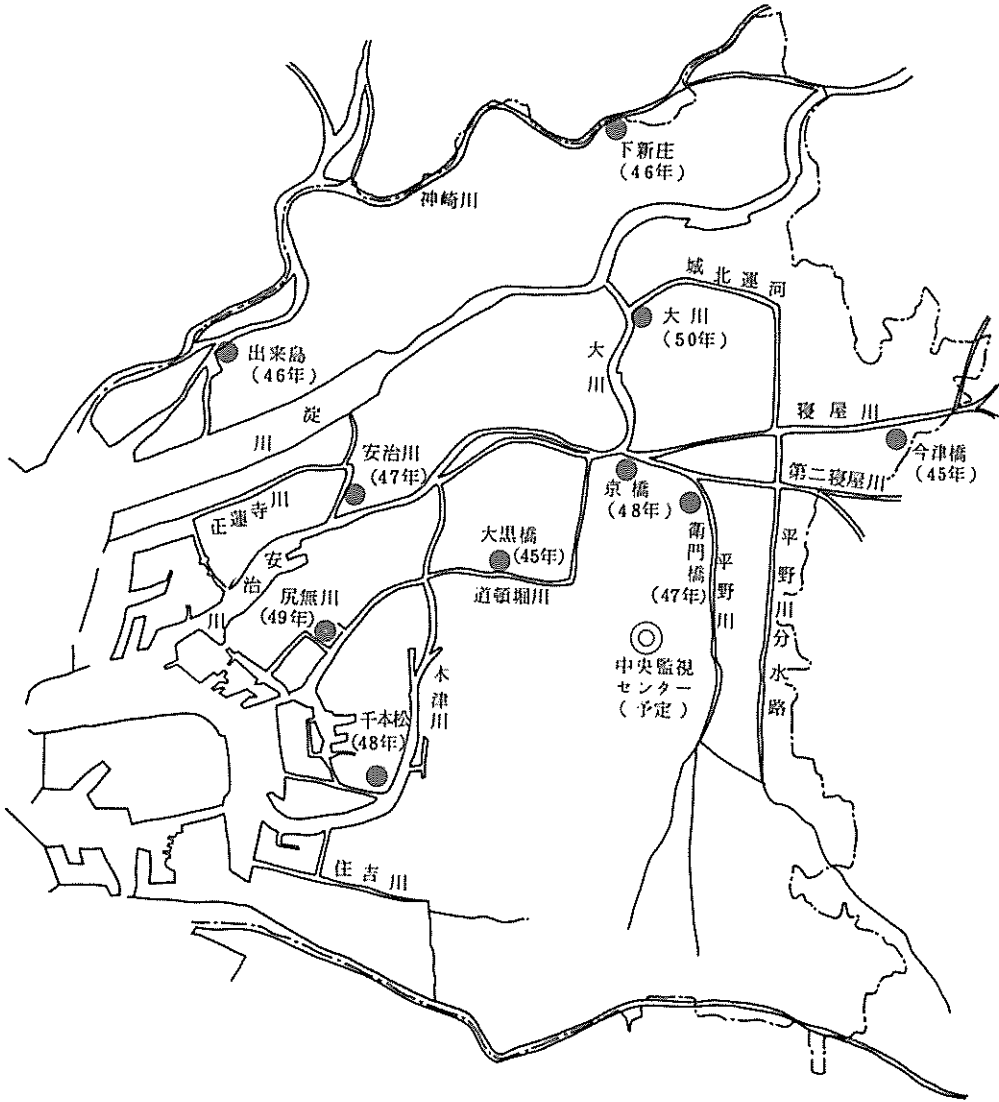 下新庄
(46年)
神崎川
城北運河
大川
(50年)
大川
出来島
(46年)
淀川
寝屋川
今津橋
(45年)
安治川
(47年)
第二寝屋川
京橋
(48年)
正蓮寺川
大黒橋
(45年)
衛門橋
(47年)
平野川
平野川分水路
安治川
尻無川
(49年)
道頓堀川
中央監視
センター
(予定)
木津川
千本松
(48年)
住吉川